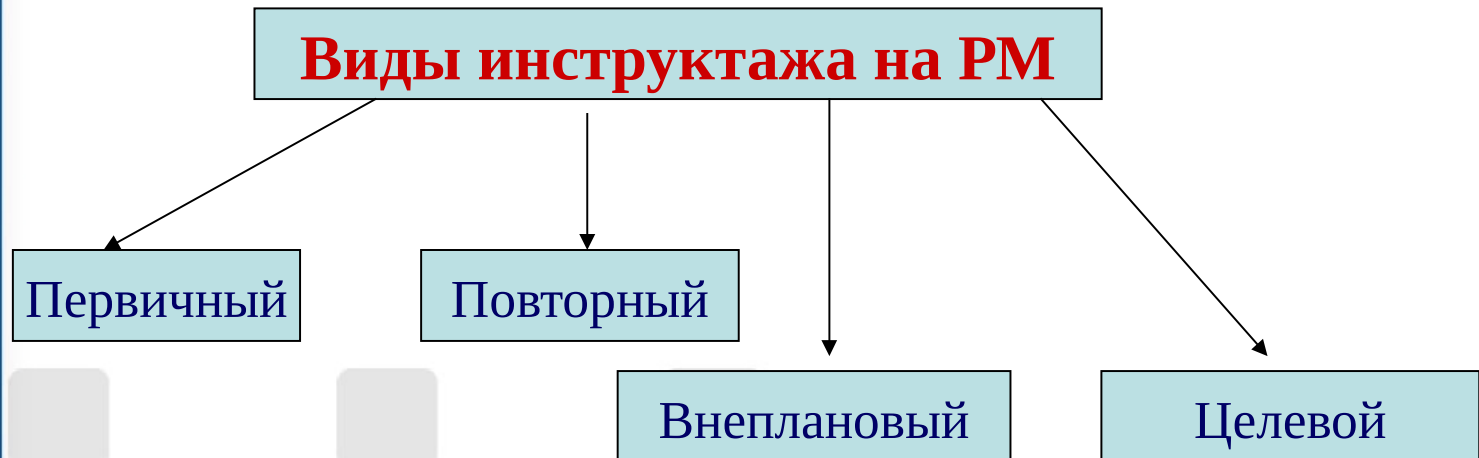 Виды инструктажа на РМ
Первичный
Повторный
Внеплановый
Целевой